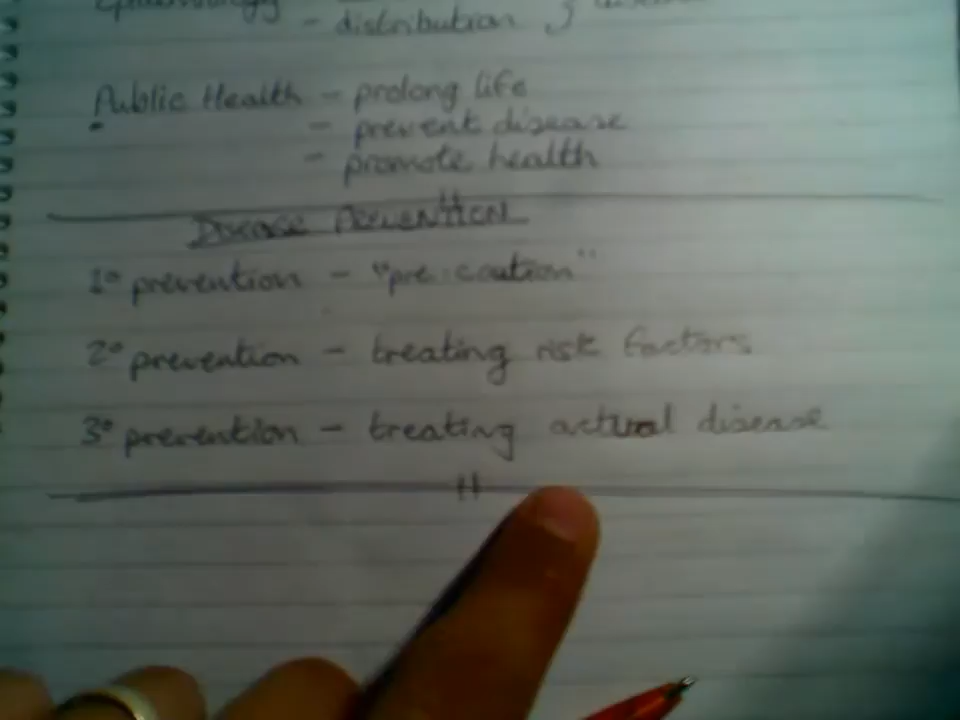 - distribution
Public Health - prolong life
- prevent disease
- promote health
Disease Prevention
1° prevention - "pre-caution"
2° prevention - treating risk factors
3° prevention - treating actual disease